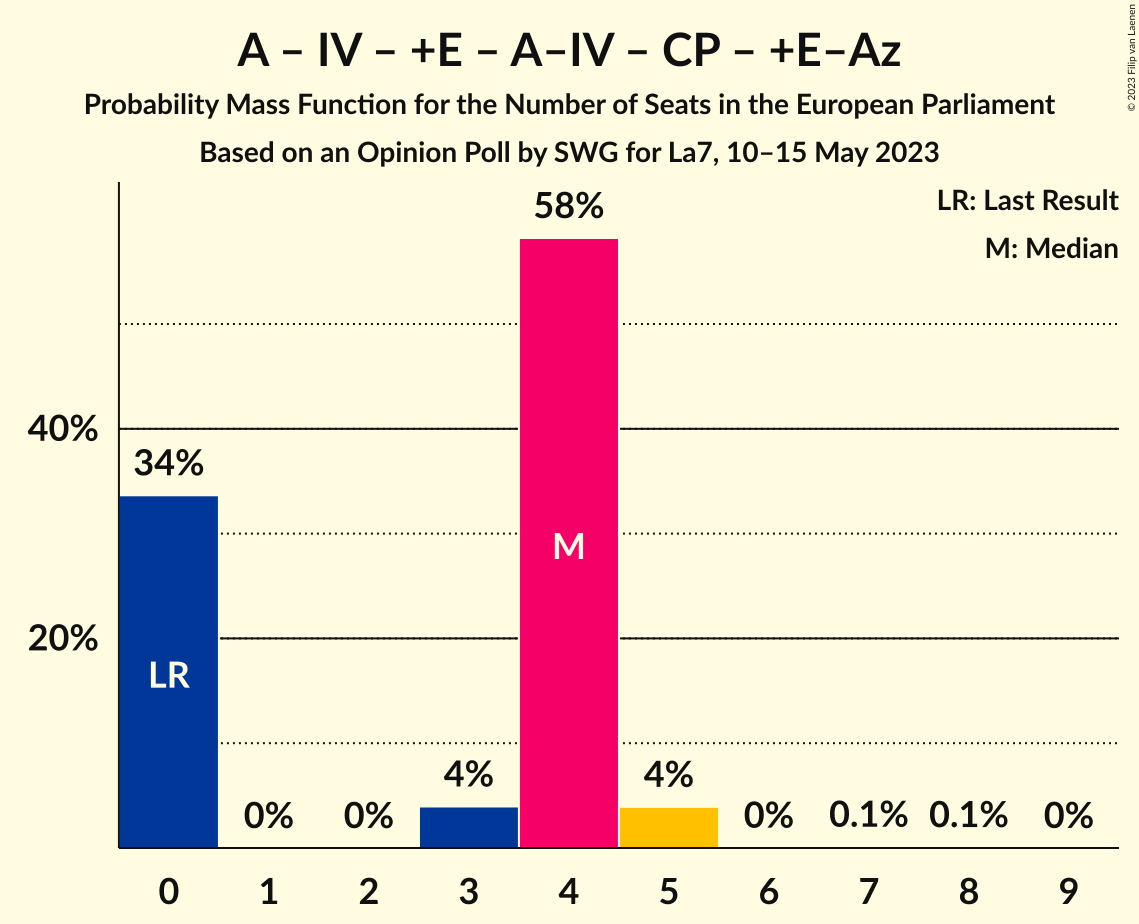 A – IV – +E – A–IV – CP – +E–Az
Probability Mass Function for the Number of Seats in the European Parliament
Based on an Opinion Poll by SWG for La7, 10–15 May 2023
© 2023 Filip van Laenen
LR: Last Result
M: Median
58%
40%
34%
M
20%
LR
4%
4%
0%
0%
0%
0.1%
0.1%
0%
0
1
2
3
4
5
6
7
8
9